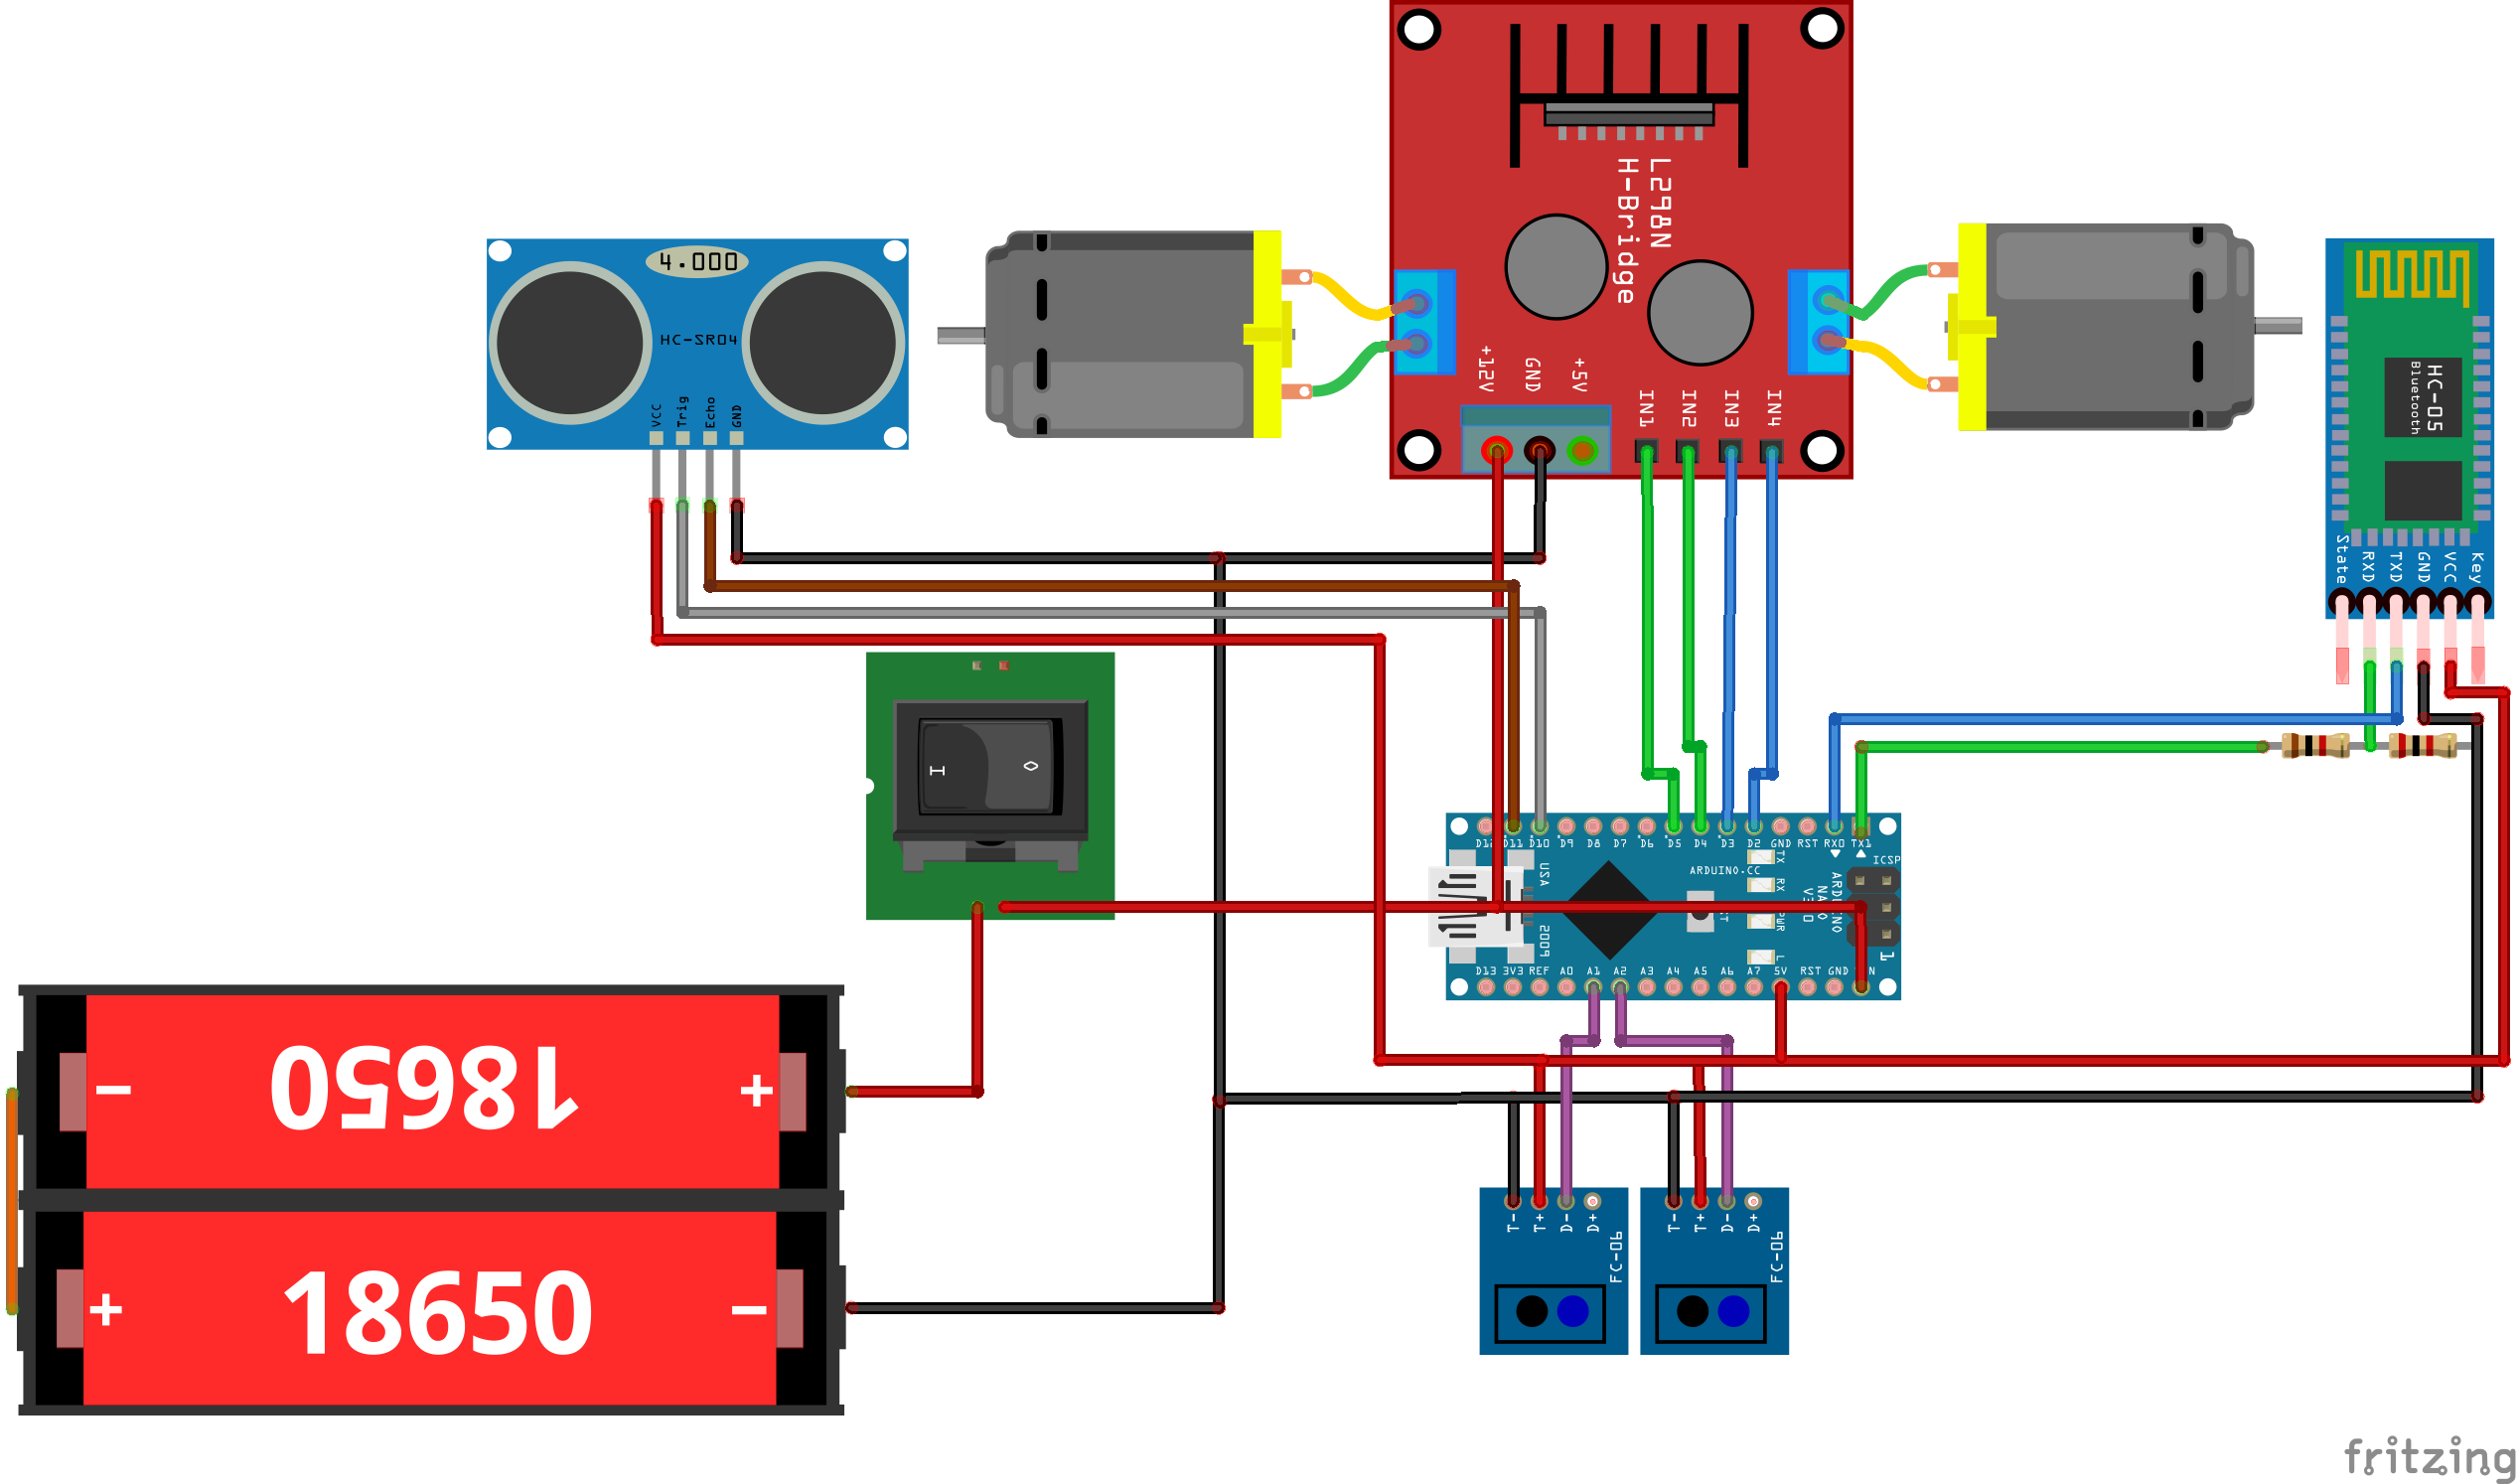 L298N
H-Bridge
+12V
GND
+5V
IN1
IN2
IN3
IN4
4.000
HC-SR04
VCC
Trig
Echo
GND
HC-05
Bluetooth
State
RXD
TXD
GND
VCC
Key
I
D12 D11 D10 D9 D8 D7 D6 D5 D4 D3 D2 GND RST RX0 TX1
ICSP
ARDUINO.CC
USA
TX
RX
PWR
L
NANO
V3.0
1
D13 3V3 REF A0 A1 A2 A3 A4 A5 A6 A7 5V RST GND
- 18650 +
+ 18650 -
T-
T+
D-
D+
FC-06
T-
T+
D-
D+
FC-06
fritzing